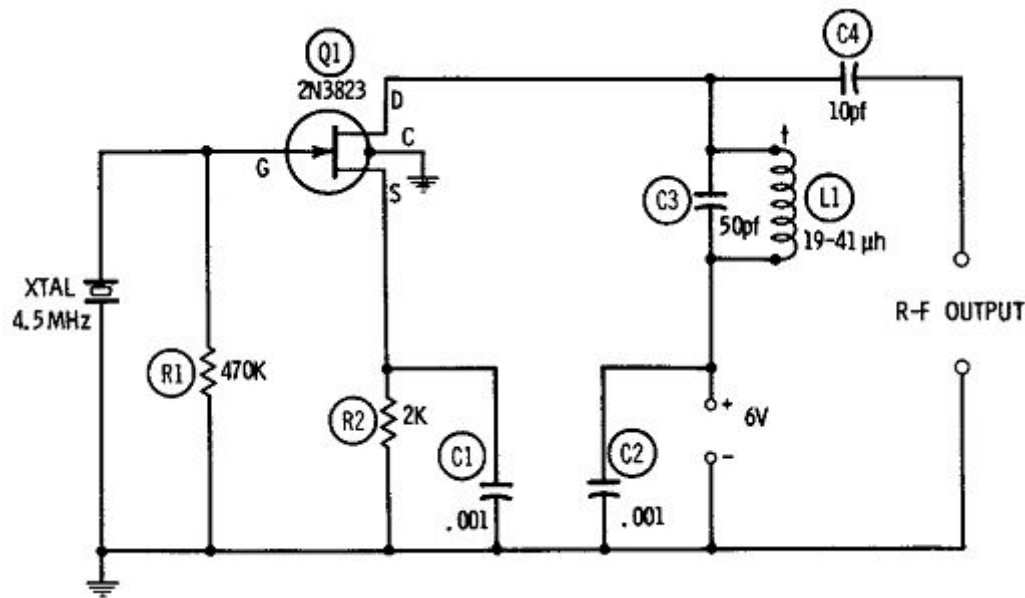 Q1
2N3823
D
C
G
S
C4
10pf
C3
50pf
L1
19-41 µh
XTAL
4.5MHz
R-F OUTPUT
R1
470K
R2
2K
C1
.001
C2
.001
+
6V
-